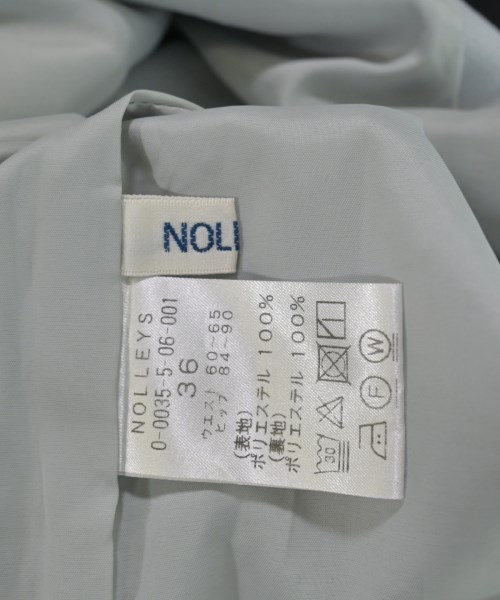 NOLL
NOLLEYS
0-0035-5-06-001
36
ウエスト 60~65
ヒップ 84~90
(表地)
ポリエステル 100%
(裏地)
ポリエステル 100%
30
F
W